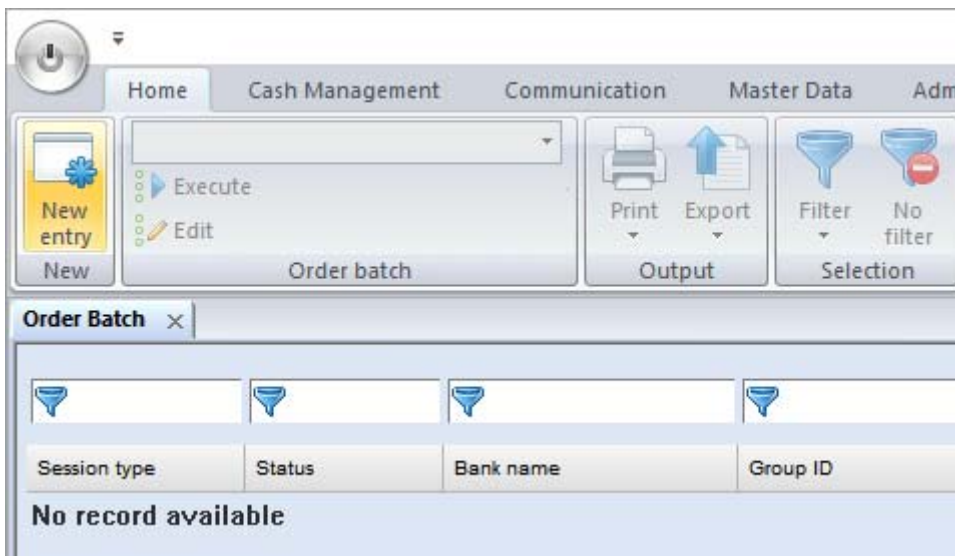 Home Cash Management Communication Master Data Adm
New entry
Execute
Edit
Print Export
Filter No filter
New Order batch Output Selection
Order Batch
Session type Status Bank name Group ID
No record available